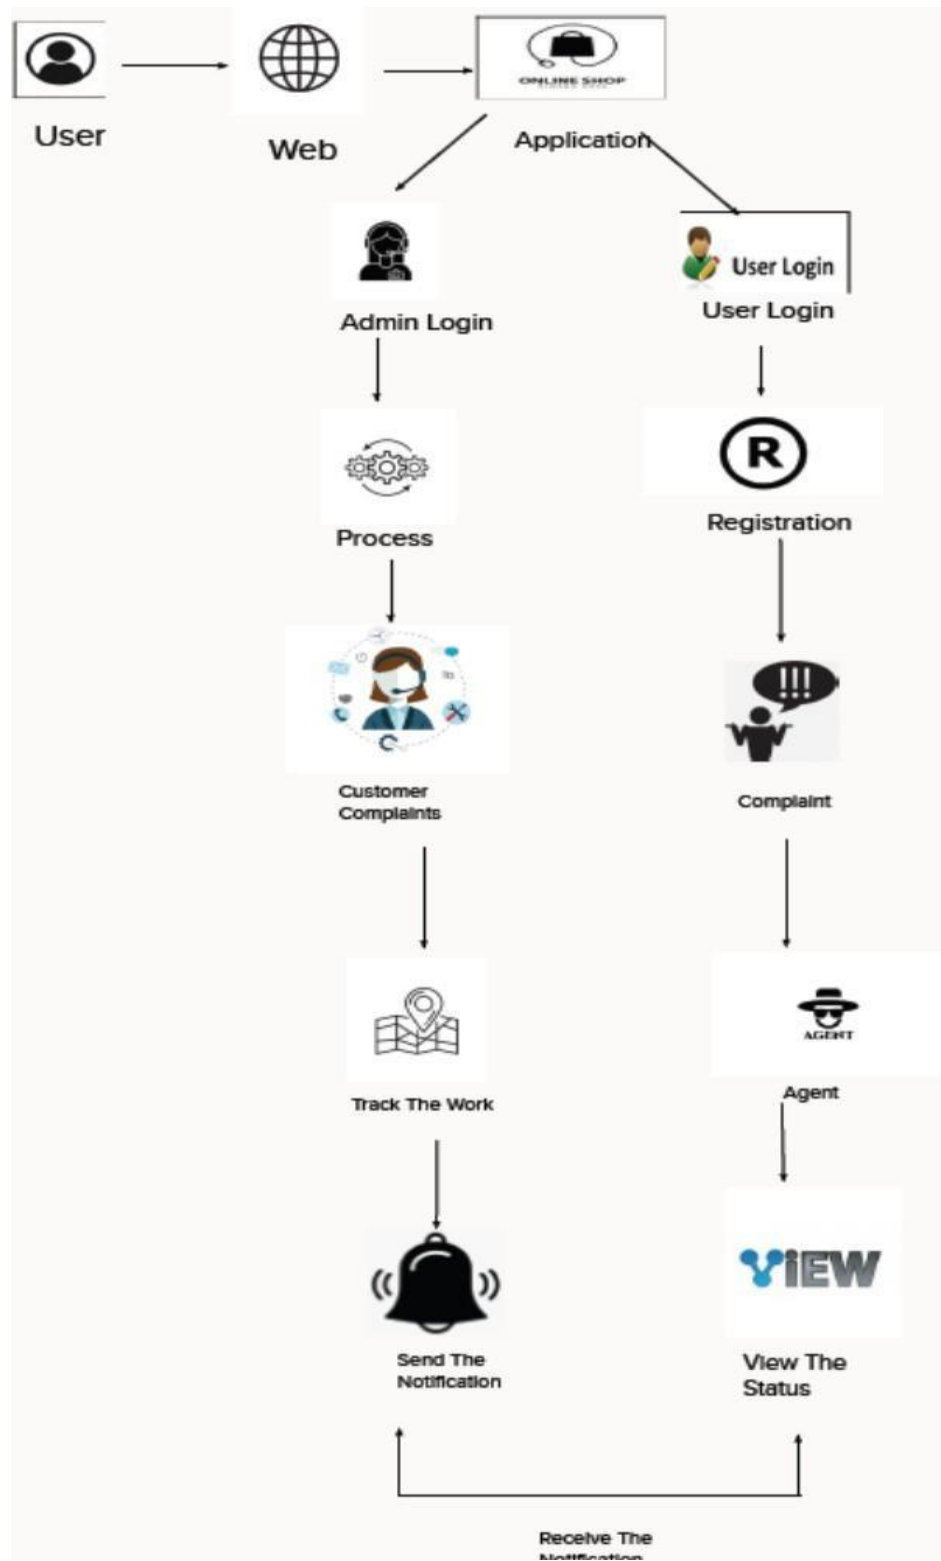 ONLINE SHOP
User
Web
Application
User Login
Admin Login
User Login
R
Process
Registration
!!!
Customer
Complaints
Complaint
AGENT
Track The Work
Agent
ViEW
Send The
Notification
View The
Status
Receive The
Notification